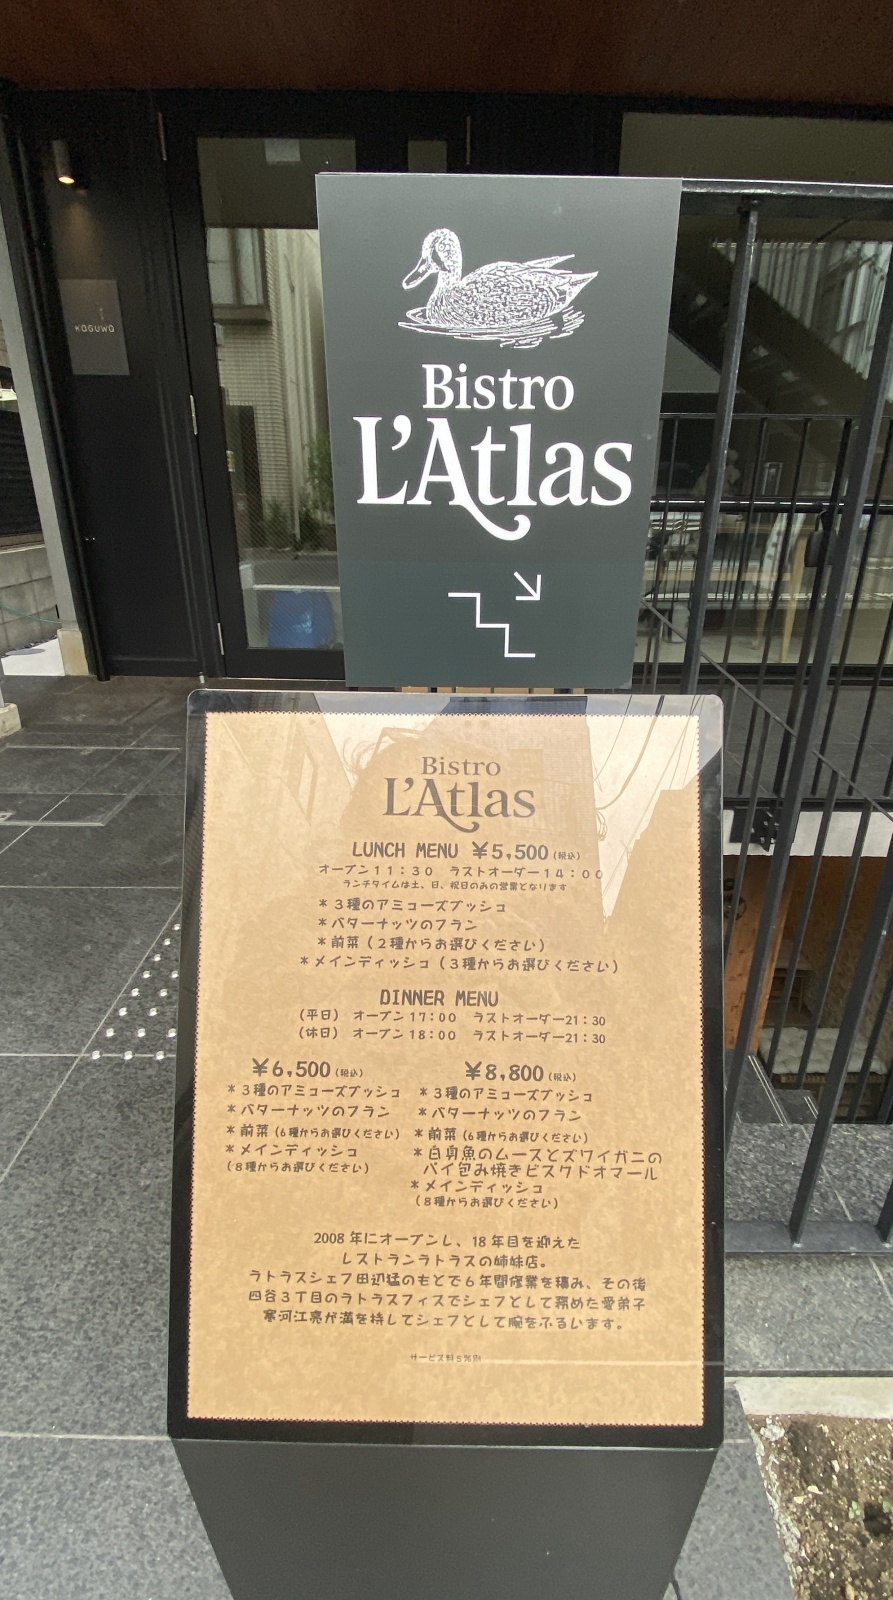 KAGUWA
Bistro
L'Atlas
Bistro
L'Atlas
LUNCH MENU ¥5,500(税込)
オープン11：30 ラストオーダー14：00
ランチタイムは土、日、祝日のみの営業となります
＊3種のアミューズブッシュ
＊バターナッツのフラン
＊前菜（2種からお選びください）
＊メインディッシュ（3種からお選びください）
DINNER MENU
（平日） オープン17：00 ラストオーダー21：30
（休日） オープン18：00 ラストオーダー21：30
¥6,500(税込)
＊3種のアミューズブッシュ
＊バターナッツのフラン
＊前菜（6種からお選びください）
＊メインディッシュ
（8種からお選びください）
¥8,800(税込)
＊3種のアミューズブッシュ
＊バターナッツのフラン
＊前菜（6種からお選びください）
＊白身魚のムースとズワイガニの
パイ包み焼きビスクドオマール
＊メインディッシュ
（8種からお選びください）
2008年にオープンし、18年目を迎えた
レストランラトラスの姉妹店。
ラトラスシェフ田辺猛のもとで6年間修業を積み、その後
四谷3丁目のラトラスフィスでシェフとして務めた愛弟子
寒河江亮が満を持してシェフとして腕をふるいます。
サービス料5%別